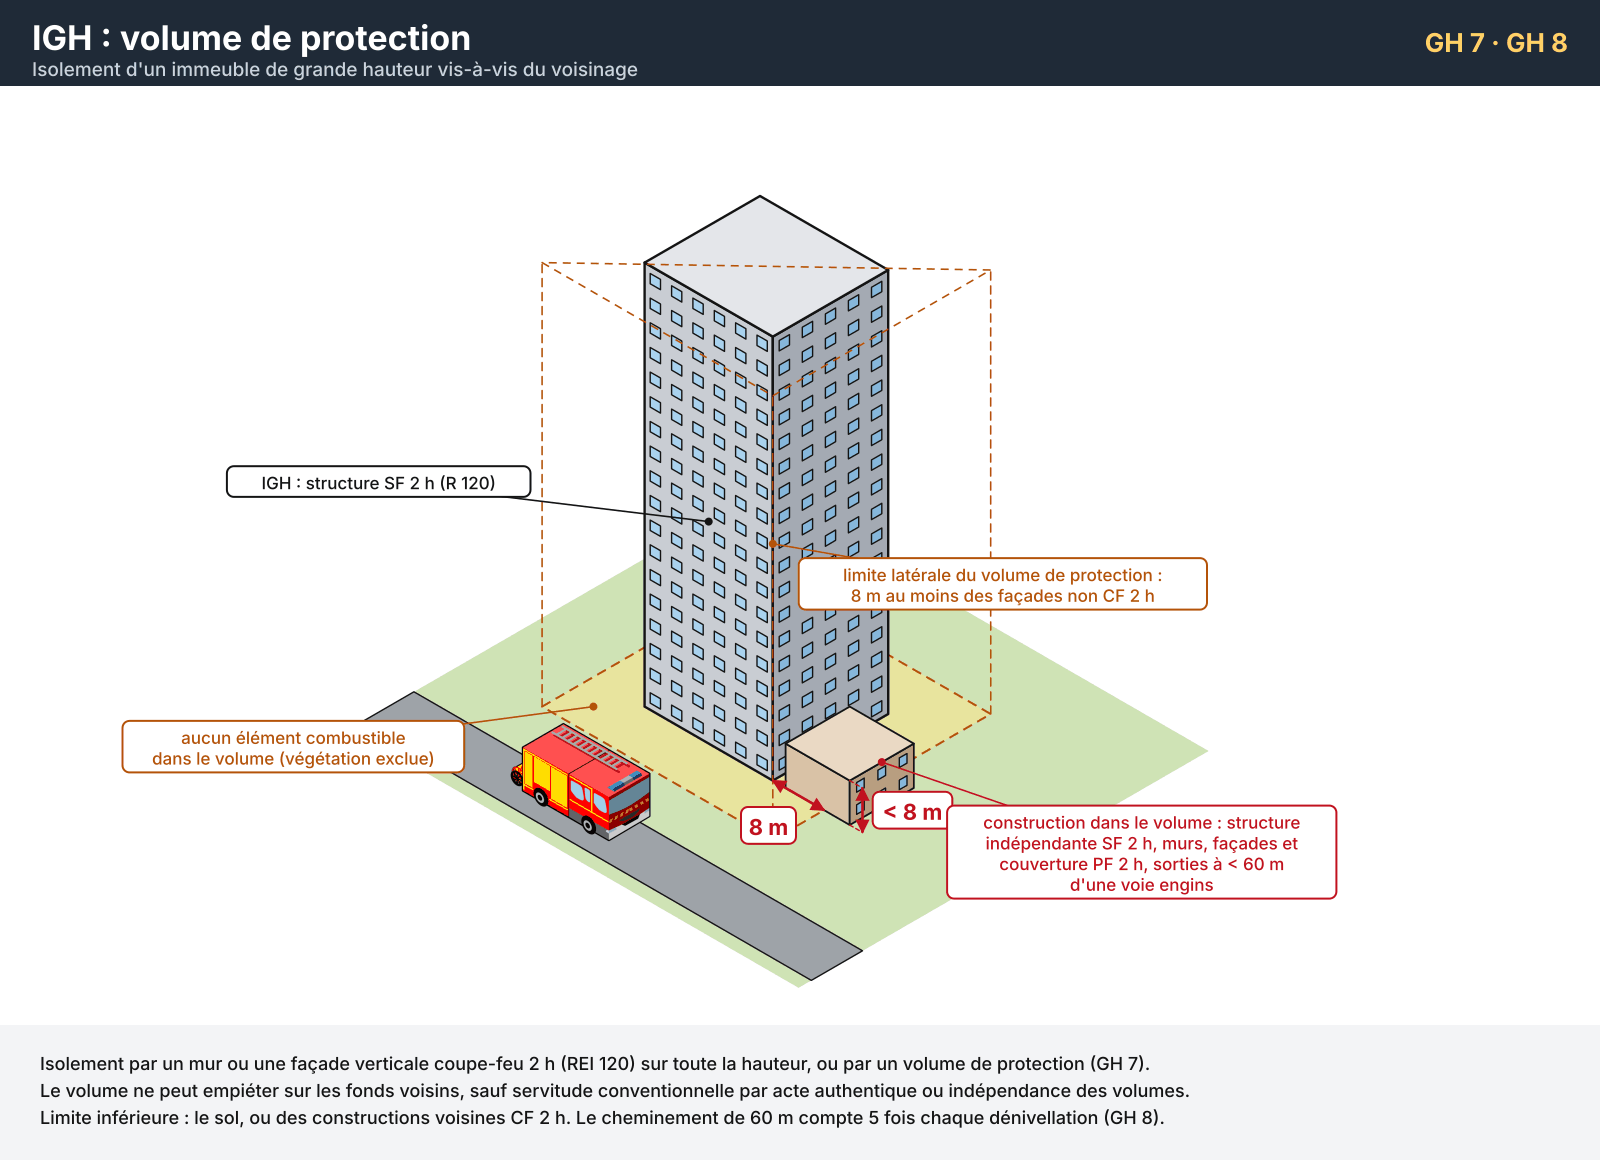 IGH : volume de protection
Isolement d'un immeuble de grande hauteur vis-à-vis du voisinage
GH 7 · GH 8
IGH : structure SF 2 h (R 120)
limite latérale du volume de protection :
8 m au moins des façades non CF 2 h
aucun élément combustible
dans le volume (végétation exclue)
8 m
< 8 m
construction dans le volume : structure
indépendante SF 2 h, murs, façades et
couverture PF 2 h, sorties à < 60 m
d'une voie engins
Isolement par un mur ou une façade verticale coupe-feu 2 h (REI 120) sur toute la hauteur, ou par un volume de protection (GH 7).
Le volume ne peut empiéter sur les fonds voisins, sauf servitude conventionnelle par acte authentique ou indépendance des volumes.
Limite inférieure : le sol, ou des constructions voisines CF 2 h. Le cheminement de 60 m compte 5 fois chaque dénivellation (GH 8).